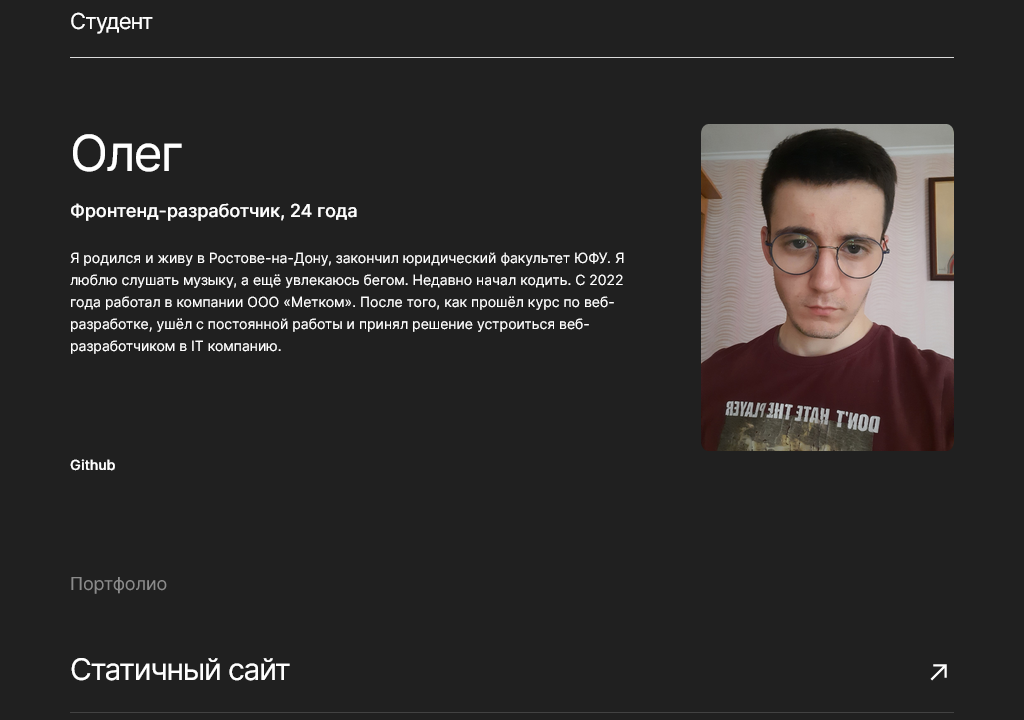 Студент
Олег
Фронтенд-разработчик, 24 года
Я родился и живу в Ростове-на-Дону, закончил юридический факультет ЮФУ. Я
люблю слушать музыку, а ещё увлекаюсь бегом. Недавно начал кодить. С 2022
года работал в компании ООО «Метком». После того, как прошёл курс по веб-
разработке, ушёл с постоянной работы и принял решение устроиться веб-
разработчиком в IT компанию.
DON'T HATE THE PLAYER
Github
Портфолио
Статичный сайт